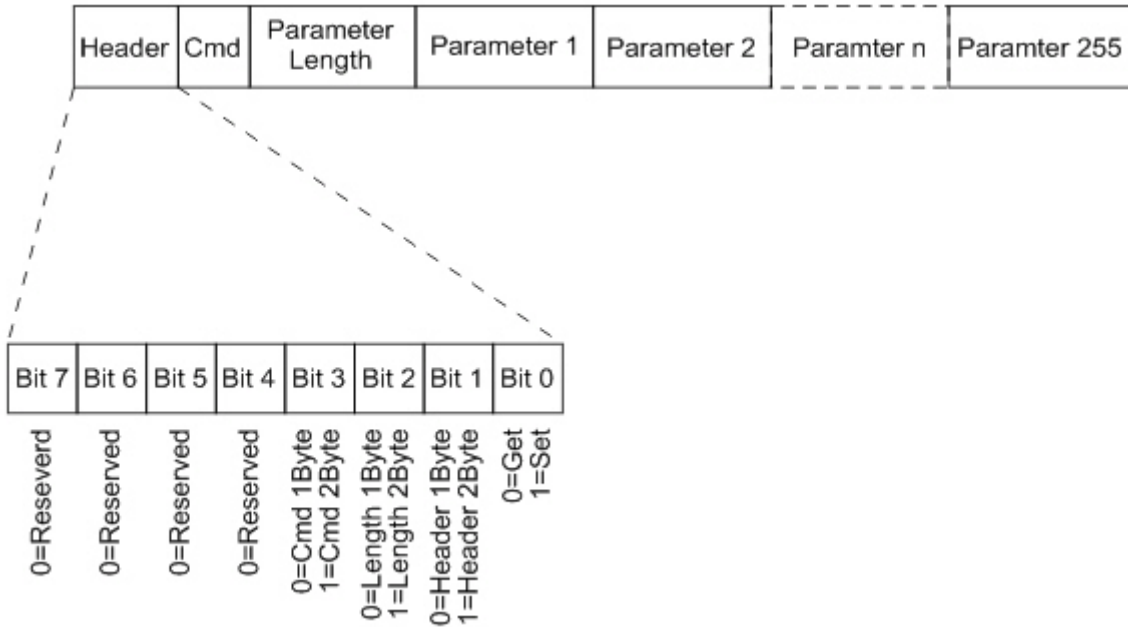 Header
Cmd
Parameter
Length
Parameter 1
Parameter 2
Paramter n
Paramter 255
Bit 7
Bit 6
Bit 5
Bit 4
Bit 3
Bit 2
Bit 1
Bit 0
0=Reseverd
0=Reserved
0=Reserved
0=Reserved
0=Cmd 1Byte
1=Cmd 2Byte
0=Length 1Byte
1=Length 2Byte
0=Header 1Byte
1=Header 2Byte
0=Get
1=Set